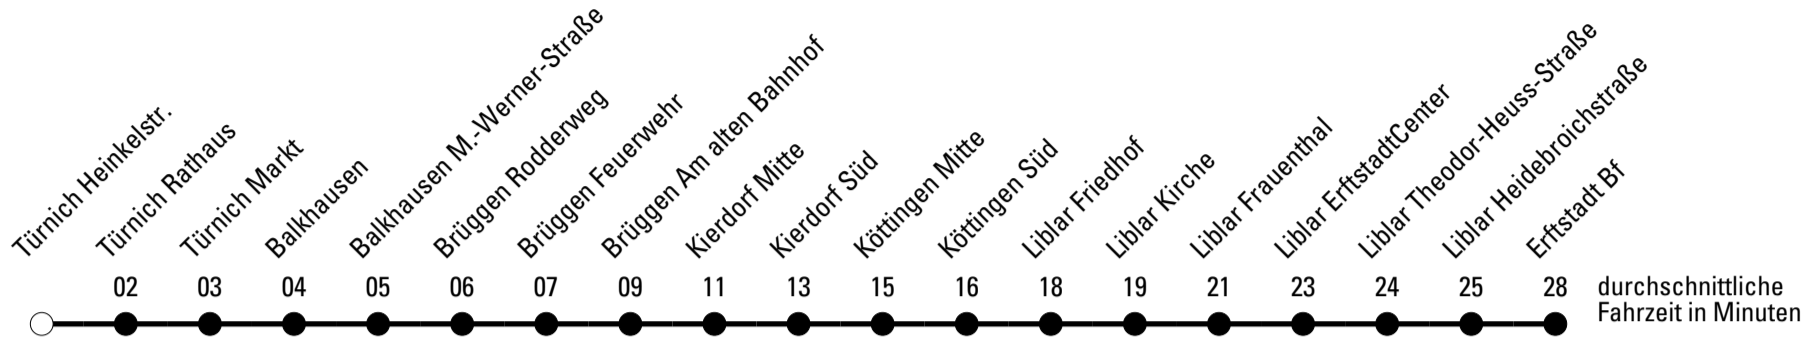 Türnich Heinkelstr.
Türnich Rathaus
Türnich Markt
Balkhausen
Balkhausen M.-Werner-Straße
Brüggen Rodderweg
Brüggen Feuerwehr
Brüggen Am alten Bahnhof
Kierdorf Mitte
Kierdorf Süd
Köttingen Mitte
Köttingen Süd
Liblar Friedhof
Liblar Kirche
Liblar Frauenthal
Liblar ErftstadtCenter
Liblar Theodor-Heuss-Straße
Liblar Heidebroichstraße
Erftstadt Bf
02 03 04 05 06 07 09 11 13 15 16 18 19 21 23 24 25 28
durchschnittliche
Fahrzeit in Minuten